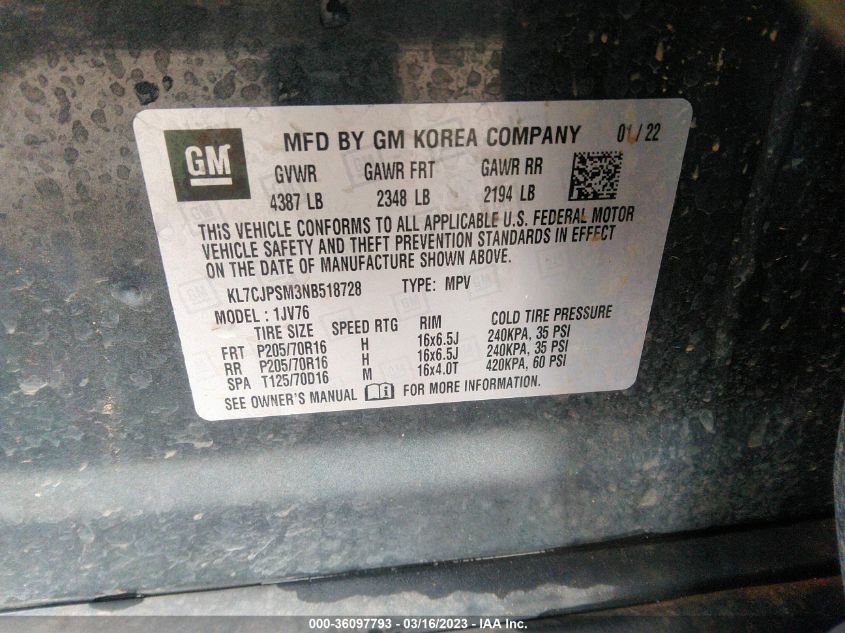 GM
MFD BY GM KOREA COMPANY 01/22
GVWR GAWR FRT GAWR RR
4387 LB 2348 LB 2194 LB
THIS VEHICLE CONFORMS TO ALL APPLICABLE U.S. FEDERAL MOTOR
VEHICLE SAFETY AND THEFT PREVENTION STANDARDS IN EFFECT
ON THE DATE OF MANUFACTURE SHOWN ABOVE.
KL7CJPSM3NB518728 TYPE: MPV
MODEL : 1JV76
TIRE SIZE SPEED RTG RIM COLD TIRE PRESSURE
FRT P205/70R16 H 16x6.5J 240KPA, 35 PSI
RR P205/70R16 H 16x6.5J 240KPA, 35 PSI
SPA T125/70D16 M 16x4.0T 420KPA, 60 PSI
SEE OWNER'S MANUAL FOR MORE INFORMATION.
000-36097793 - 03/16/2023 - IAA Inc.